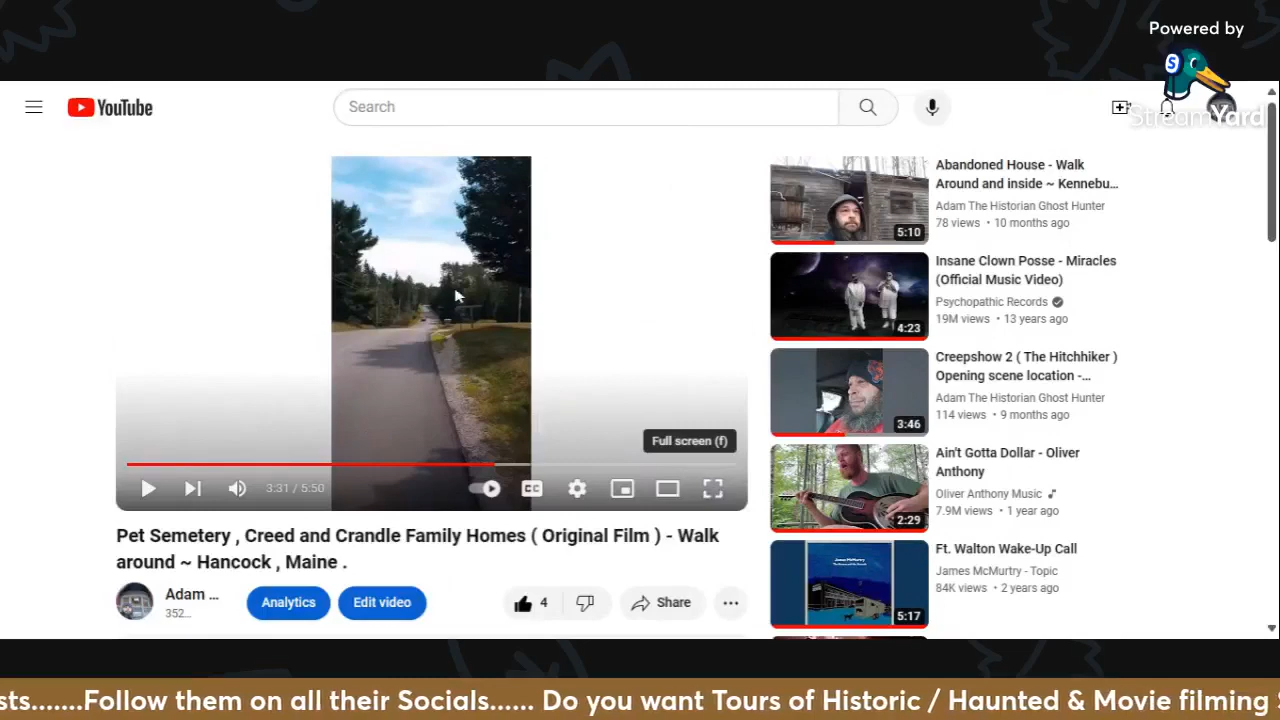 Powered by
StreamYard
YouTube
Search
Full screen (f)
3:31 / 5:50
Pet Semetery , Creed and Crandle Family Homes ( Original Film ) - Walk
around ~ Hancock , Maine .
Adam ...
352...
Analytics
Edit video
4
Share
Abandoned House - Walk
Around and inside ~ Kennebu...
Adam The Historian Ghost Hunter
78 views • 10 months ago
5:10
Insane Clown Posse - Miracles
(Official Music Video)
Psychopathic Records
19M views • 13 years ago
4:23
Creepshow 2 ( The Hitchhiker )
Opening scene location -...
Adam The Historian Ghost Hunter
114 views • 9 months ago
3:46
Ain't Gotta Dollar - Oliver
Anthony
Oliver Anthony Music
7.9M views • 1 year ago
2:29
Ft. Walton Wake-Up Call
James McMurtry - Topic
84K views • 2 years ago
5:17
sts.......Follow them on all their Socials...... Do you want Tours of Historic / Haunted & Movie filming S